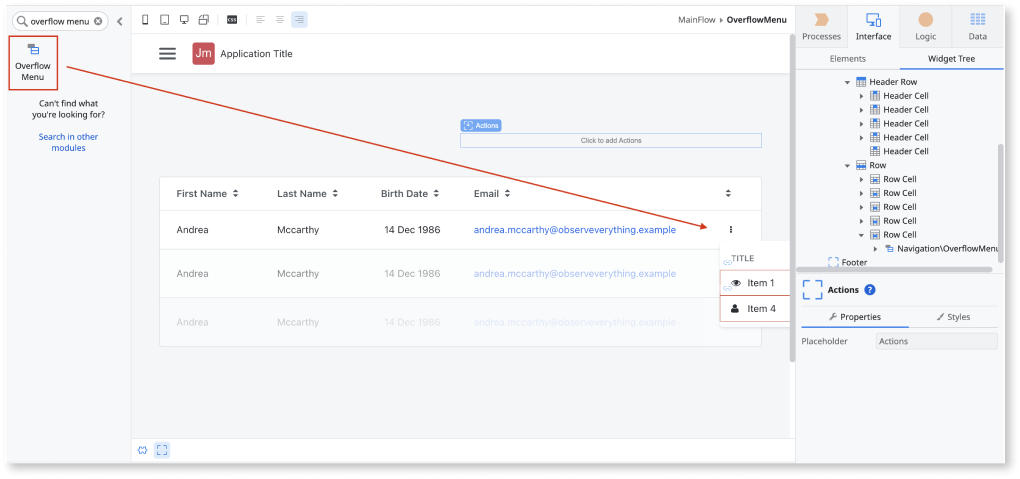 overflow menu
Overflow
Menu
Can't find what
you're looking for?
Search in other
modules
CSS
MainFlow ▸ OverflowMenu
Jm Application Title
Actions
Click to add Actions
First Name Last Name Birth Date Email
Andrea Mccarthy 14 Dec 1986 andrea.mccarthy@observeverything.example
TITLE
Andrea Mccarthy 14 Dec 1986 andrea.mccarthy@observeverything.example
Item 1
Item 4
Andrea Mccarthy 14 Dec 1986 andrea.mccarthy@observeverything.example
Processes Interface Logic Data
Elements Widget Tree
Header Row
Header Cell
Header Cell
Header Cell
Header Cell
Header Cell
Row
Row Cell
Row Cell
Row Cell
Row Cell
Row Cell
Navigation\OverflowMenu
Footer
Actions ?
Properties Styles
Placeholder Actions